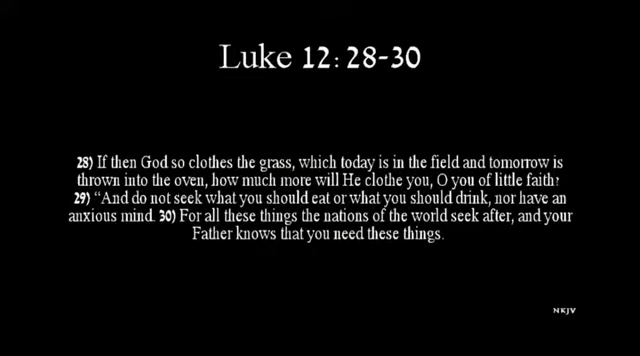 Luke 12: 28-30
28) If then God so clothes the grass, which today is in the field and tomorrow is
thrown into the oven, how much more will He clothe you, O you of little faith?
29) “And do not seek what you should eat or what you should drink, nor have an
anxious mind. 30) For all these things the nations of the world seek after, and your
Father knows that you need these things.
NKJV